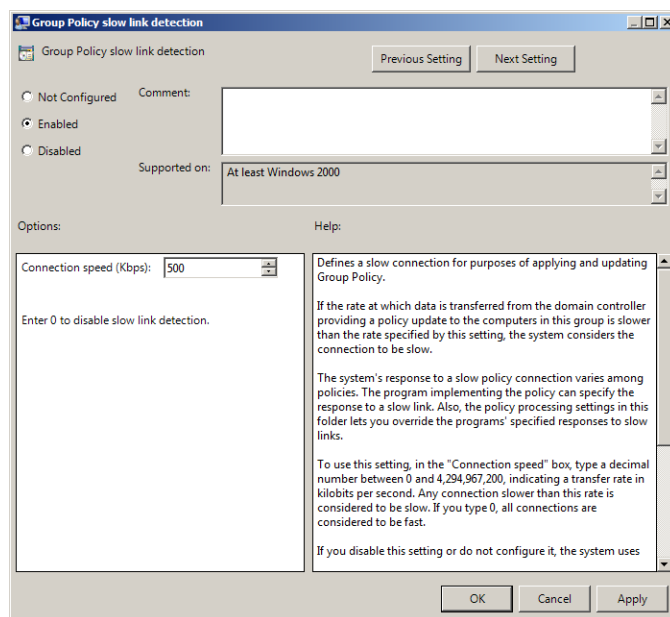 Group Policy slow link detection
Group Policy slow link detection
Previous Setting
Next Setting
Not Configured
Comment:
Enabled
Disabled
Supported on:
At least Windows 2000
Options:
Help:
Connection speed (Kbps):
500
Enter 0 to disable slow link detection.
Defines a slow connection for purposes of applying and updating
Group Policy.
If the rate at which data is transferred from the domain controller
providing a policy update to the computers in this group is slower
than the rate specified by this setting, the system considers the
connection to be slow.
The system's response to a slow policy connection varies among
policies. The program implementing the policy can specify the
response to a slow link. Also, the policy processing settings in this
folder lets you override the programs' specified responses to slow
links.
To use this setting, in the "Connection speed" box, type a decimal
number between 0 and 4,294,967,200, indicating a transfer rate in
kilobits per second. Any connection slower than this rate is
considered to be slow. If you type 0, all connections are
considered to be fast.
If you disable this setting or do not configure it, the system uses
OK
Cancel
Apply